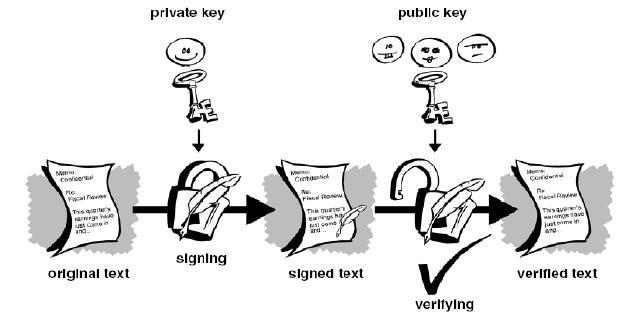 private key
public key
Memo:
Confidential
Re:
Fiscal Review
This quarter's
earnings have
just come in
and...
Memo:
Confidential
Re:
Fiscal Review
This quarter's
earnings
just come
and...
Memo:
Confidential
Re:
Fiscal Review
This quarter's
earnings have
just come in
and...
original text
signing
signed text
verifying
verified text